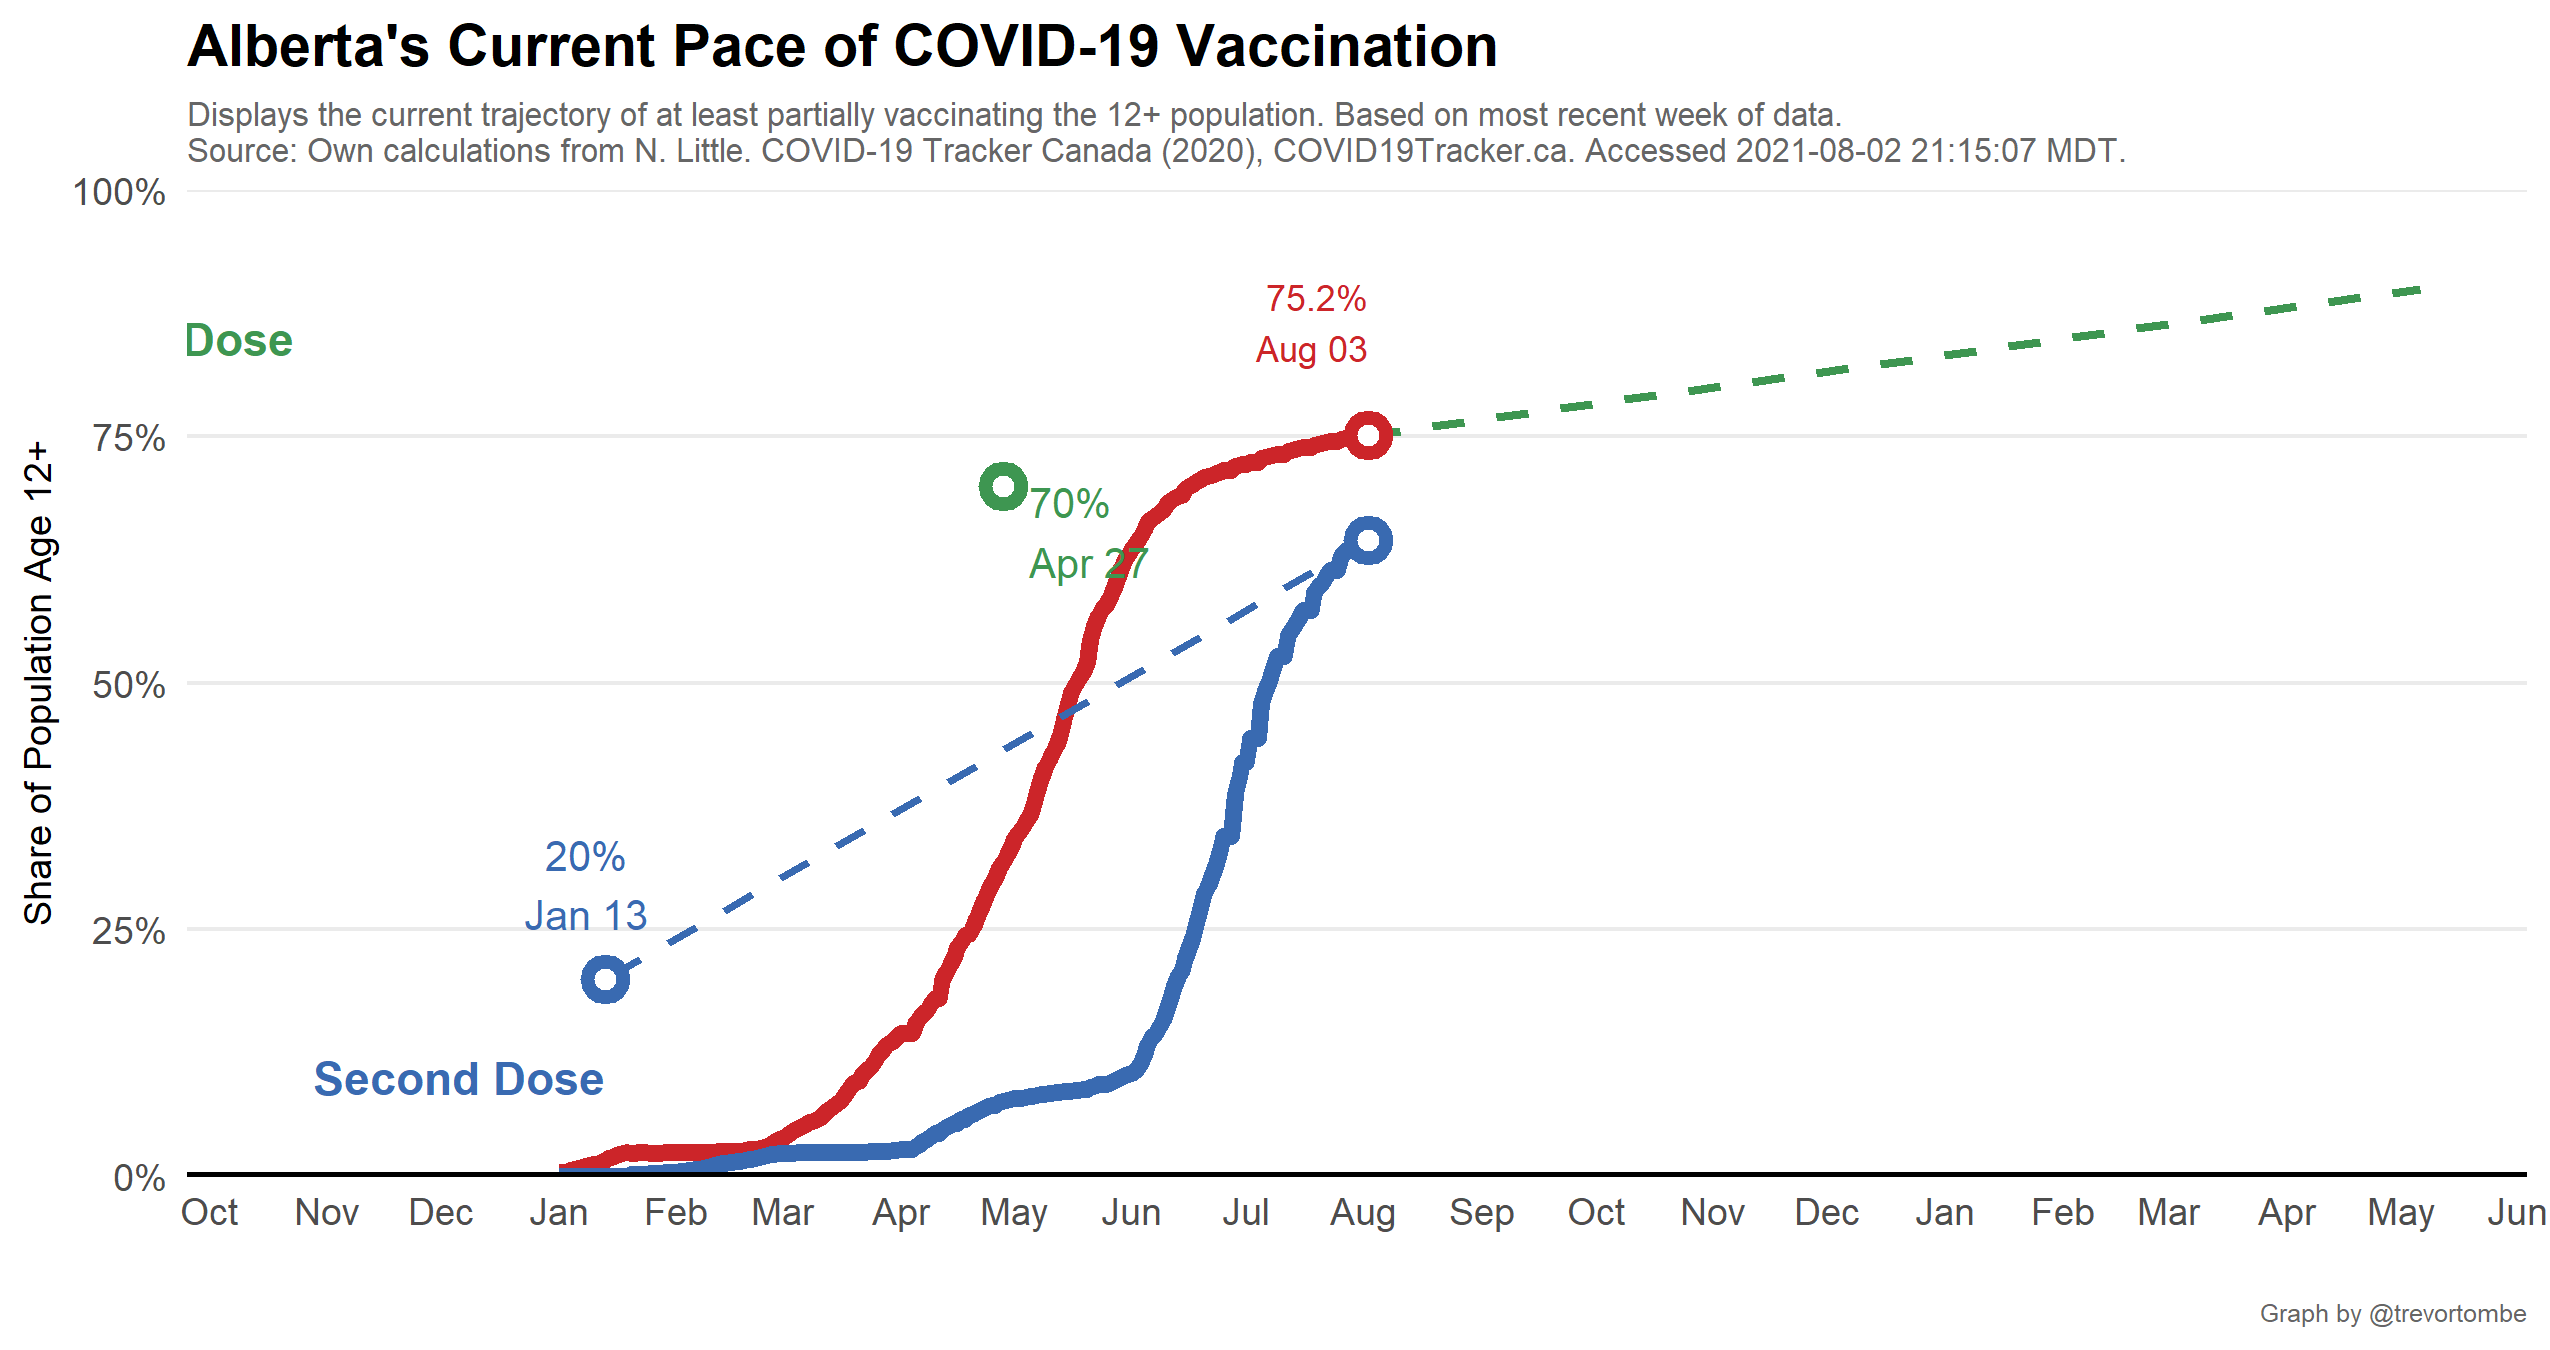 Alberta's Current Pace of COVID-19 Vaccination
Displays the current trajectory of at least partially vaccinating the 12+ population. Based on most recent week of data.
Source: Own calculations from N. Little. COVID-19 Tracker Canada (2020), COVID19Tracker.ca. Accessed 2021-08-02 21:15:07 MDT.
100%
75%
50%
25%
0%
Share of Population Age 12+
Dose
75.2%
Aug 03
70%
Apr 27
20%
Jan 13
Second Dose
Oct Nov Dec Jan Feb Mar Apr May Jun Jul Aug Sep Oct Nov Dec Jan Feb Mar Apr May Jun
Graph by @trevortombe